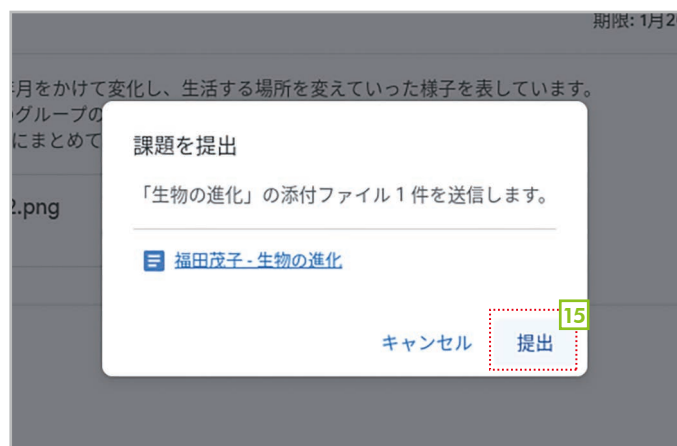 期限: 1月2
月をかけて変化し、生活する場所を変えていった様子を表しています。
グループの
にまとめて
.png
課題を提出
「生物の進化」の添付ファイル 1 件を送信します。
福田茂子 - 生物の進化
15
キャンセル
提出